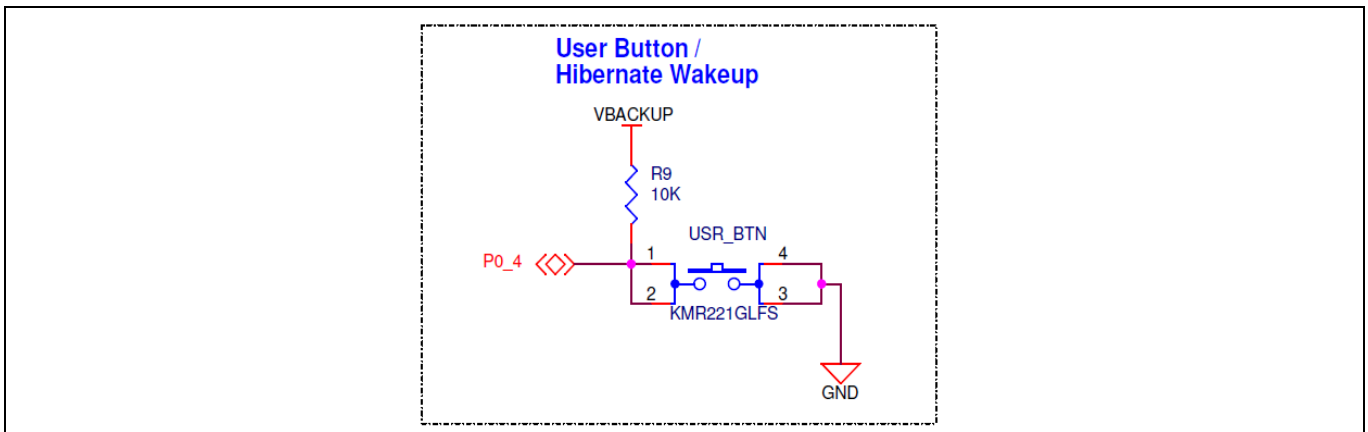 User Button /
Hibernate Wakeup
VBACKUP
R9
10K
USR_BTN
P0_4
1
4
2
3
KMR221GLFS
GND